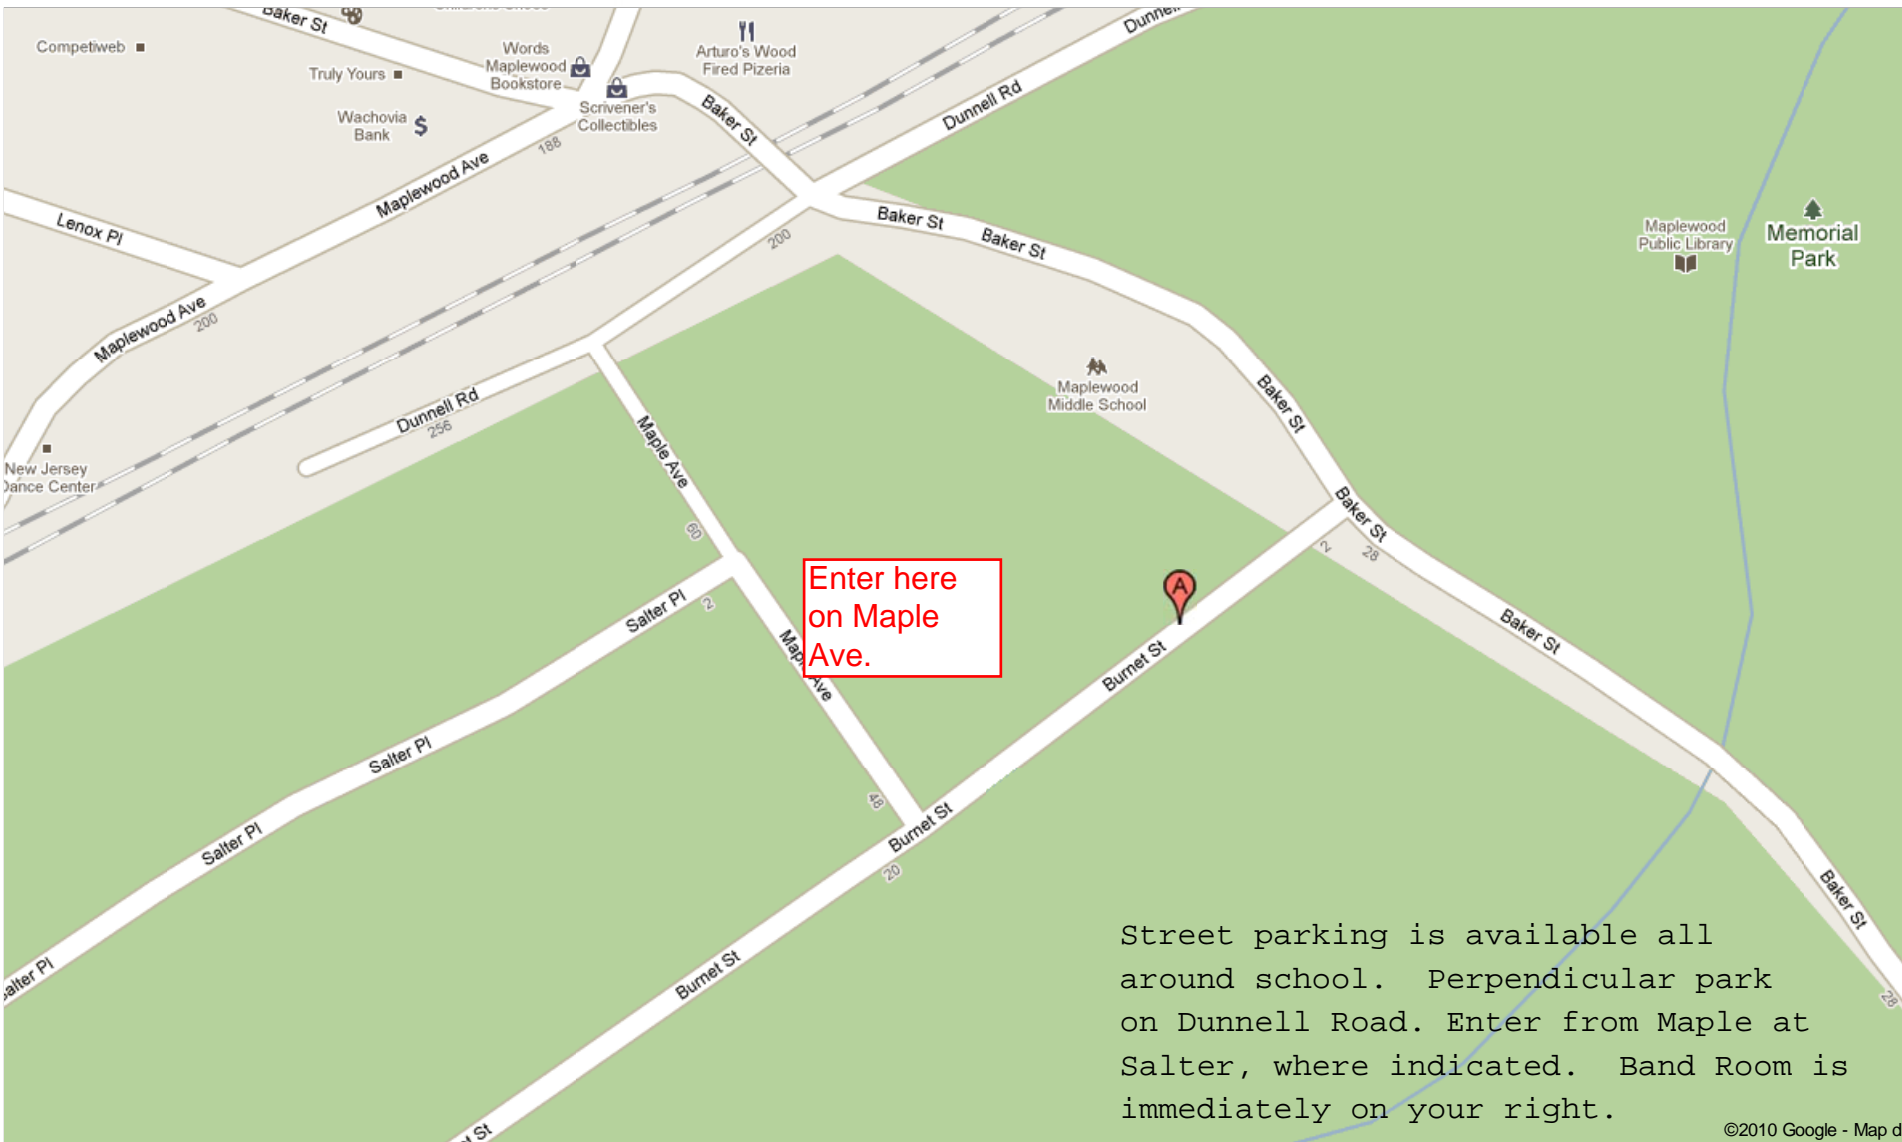 Baker St
Competiweb
Truly Yours
Words
Maplewood
Bookstore
Scrivener's
Collectibles
Arturo's Wood
Fired Pizeria
Wachovia
Bank
$
188
Baker St
Dunnell Rd
Maplewood Ave
Lenox Pl
Maplewood Ave
200
200
Baker St
Baker St
Maplewood
Public Library
Memorial
Park
Dunnell Rd
256
Maple Ave
60
Maplewood
Middle School
Baker St
New Jersey
Dance Center
Baker St
2
28
Enter here
on Maple
Ave.
A
Salter Pl
2
Maple Ave
Burnet St
Baker St
Salter Pl
48
Burnet St
20
Salter Pl
Baker St
Salter Pl
Burnet St
28
Street parking is available all
around school. Perpendicular park
on Dunnell Road. Enter from Maple at
Salter, where indicated. Band Room is
immediately on your right.
St
©2010 Google - Map d